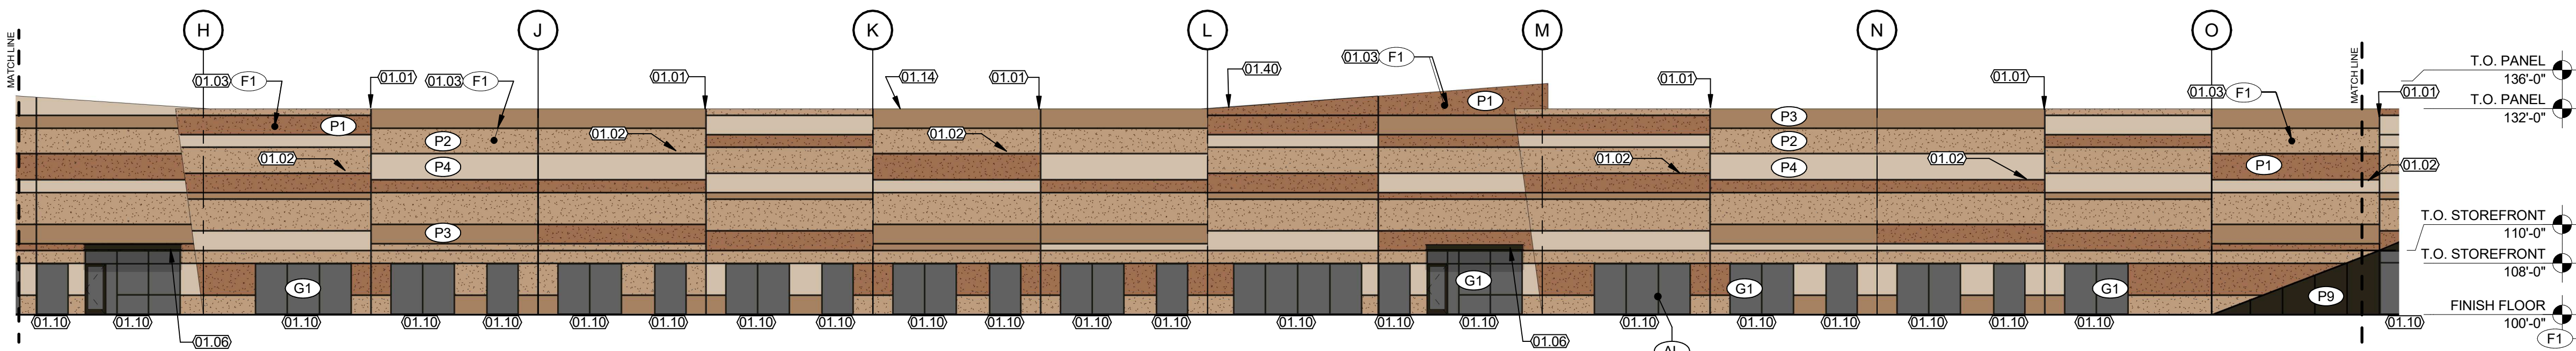 H J K L M N O
MATCH LINE
MATCH LINE
01.03 F1 01.01 01.03 F1 01.01 01.14 01.01 01.40 01.03 F1 01.01 01.01 01.03 F1 01.01
T.O. PANEL
136'-0"
T.O. PANEL
132'-0"
P1 P1 P3
P2 01.02 01.02 P2
01.02 P4 01.02 P4 01.02 P1 01.02
P3
T.O. STOREFRONT
110'-0"
T.O. STOREFRONT
108'-0"
G1 G1 G1 G1 P9
FINISH FLOOR
100'-0"
01.10 01.10 01.10 01.10 01.10 01.10 01.10 01.10 01.10 01.10 01.10 01.10 01.10 01.10 01.10 01.10 01.10 01.10 01.10 01.10 01.10 01.10 01.10
01.06 01.06 AL F1